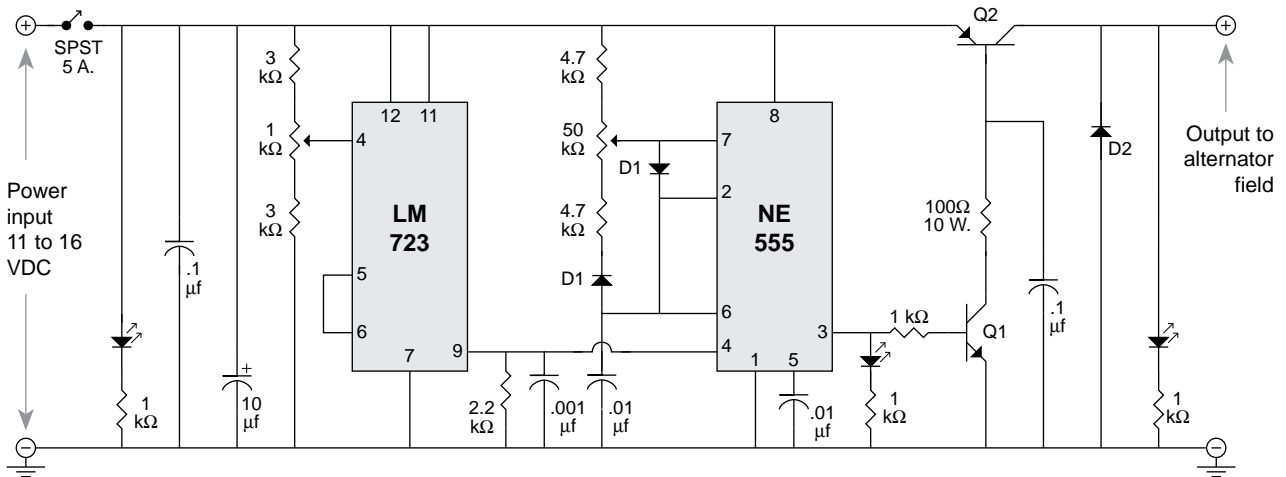 SPST
5 A.
Power
input
11 to 16
VDC
.1
µf
1
kΩ
+
10
µf
3
kΩ
1
kΩ
3
kΩ
12
11
4
LM
723
5
6
7
9
2.2
kΩ
.001
µf
.01
µf
4.7
kΩ
50
kΩ
4.7
kΩ
D1
D1
8
7
2
NE
555
6
4
3
1
5
.01
µf
1 kΩ
1
kΩ
Q1
100Ω
10 W.
Q2
.1
µf
D2
1
kΩ
Output to
alternator
field